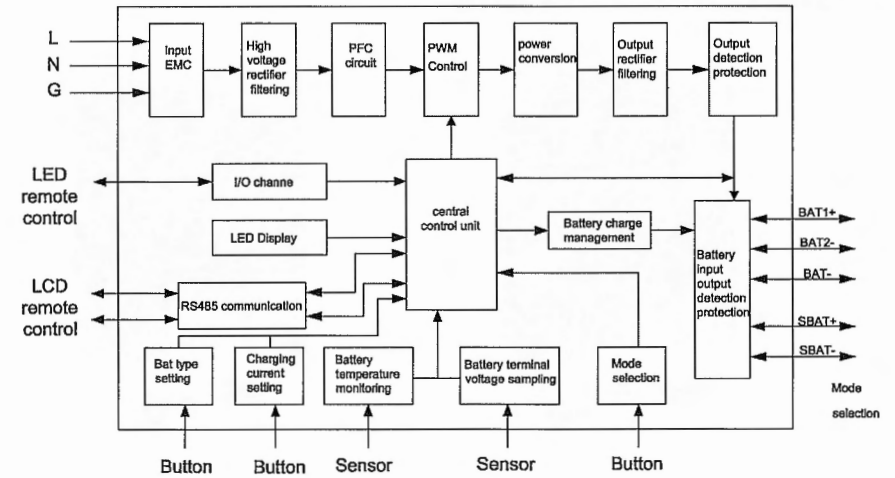 L
N
G
Input
EMC
High
voltage
rectifier
filtering
PFC
circuit
PWM
Control
power
conversion
Output
rectifier
filtering
Output
detection
protection
LED
remote
control
I/O channe
LED Display
central
control unit
Battery charge
management
Battery
input
output
detection
protection
BAT1+
BAT2-
BAT-
SBAT+
SBAT-
LCD
remote
control
RS485 communication
Bat type
setting
Charging
current
setting
Battery
temperature
monitoring
Battery terminal
voltage sampling
Mode
selection
Mode
selection
Button
Button
Sensor
Sensor
Button